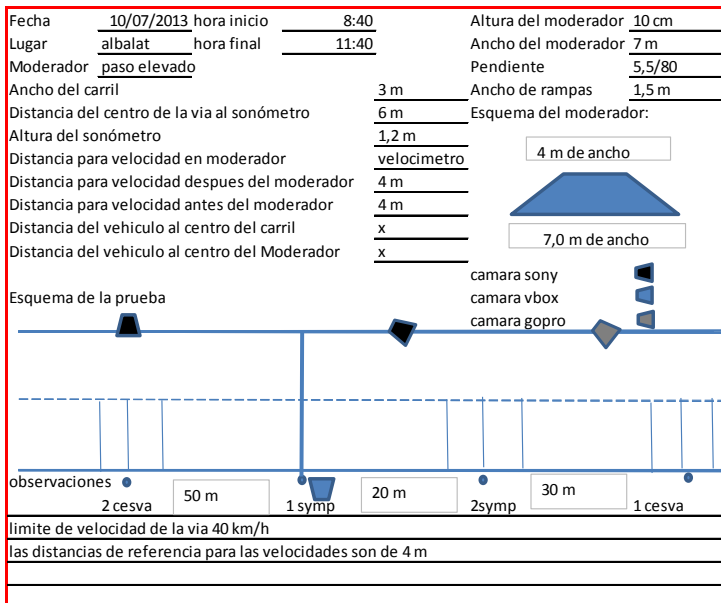 Fecha 10/07/2013 hora inicio 8:40 Altura del moderador 10 cm
Lugar albalat hora final 11:40 Ancho del moderador 7 m
Moderador paso elevado Pendiente 5,5/80
Ancho del carril 3 m Ancho de rampas 1,5 m
Distancia del centro de la via al sonómetro 6 m Esquema del moderador:
Altura del sonómetro 1,2 m
4 m de ancho
Distancia para velocidad en moderador velocimetro
Distancia para velocidad despues del moderador 4 m
Distancia para velocidad antes del moderador 4 m
Distancia del vehiculo al centro del carril x
7,0 m de ancho
Distancia del vehiculo al centro del Moderador x
camara sony
Esquema de la prueba camara vbox
camara gopro
observaciones
50 m 20 m 30 m
2 cesva 1 symp 2symp 1 cesva
limite de velocidad de la via 40 km/h
las distancias de referencia para las velocidades son de 4 m